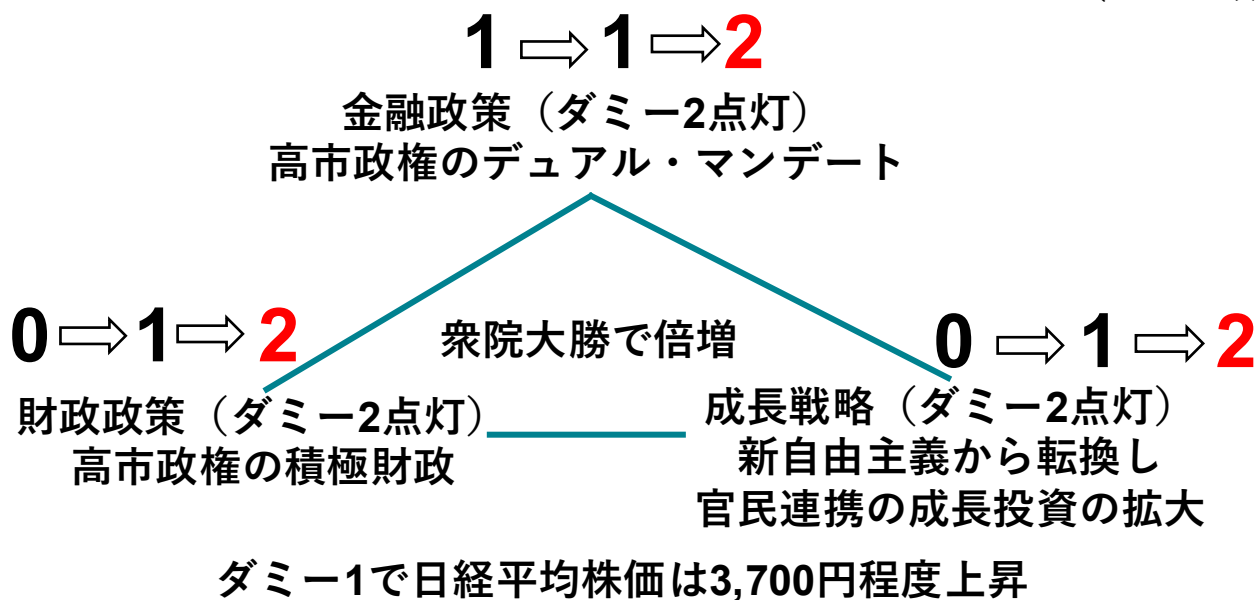 1 ⇨ 1 ⇨ 2
金融政策（ダミー2点灯）
高市政権のデュアル・マンデート
0 ⇨ 1 ⇨ 2
財政政策（ダミー2点灯）
高市政権の積極財政
衆院大勝で倍増
0 ⇨ 1 ⇨ 2
成長戦略（ダミー2点灯）
新自由主義から転換し
官民連携の成長投資の拡大
ダミー1で日経平均株価は3,700円程度上昇